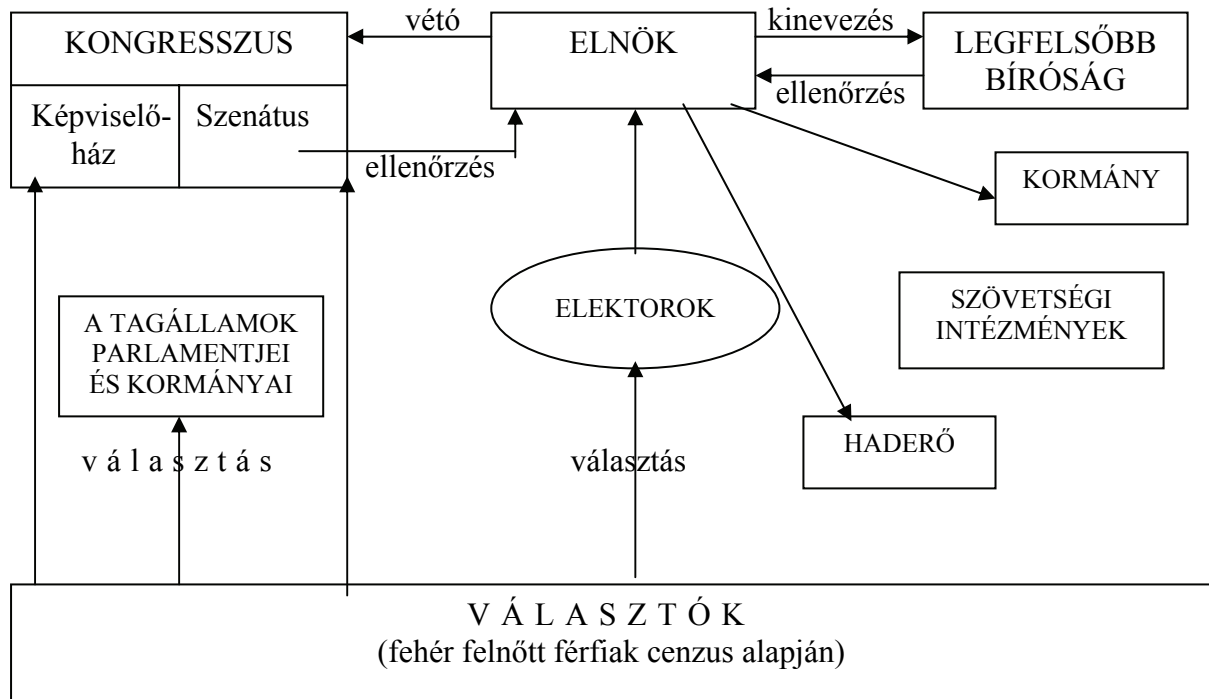 vétó
kinevezés
KONGRESSZUS
ELNÖK
LEGFELSŐBB
BÍRÓSÁG
ellenőrzés
Képviselő-
ház
Szenátus
ellenőrzés
KORMÁNY
A TAGÁLLAMOK
PARLAMENTJEI
ÉS KORMÁNYAI
ELEKTOROK
SZÖVETSÉGI
INTÉZMÉNYEK
HADERŐ
v á l a s z t á s
választás
V Á L A S Z T Ó K
(fehér felnőtt férfiak cenzus alapján)